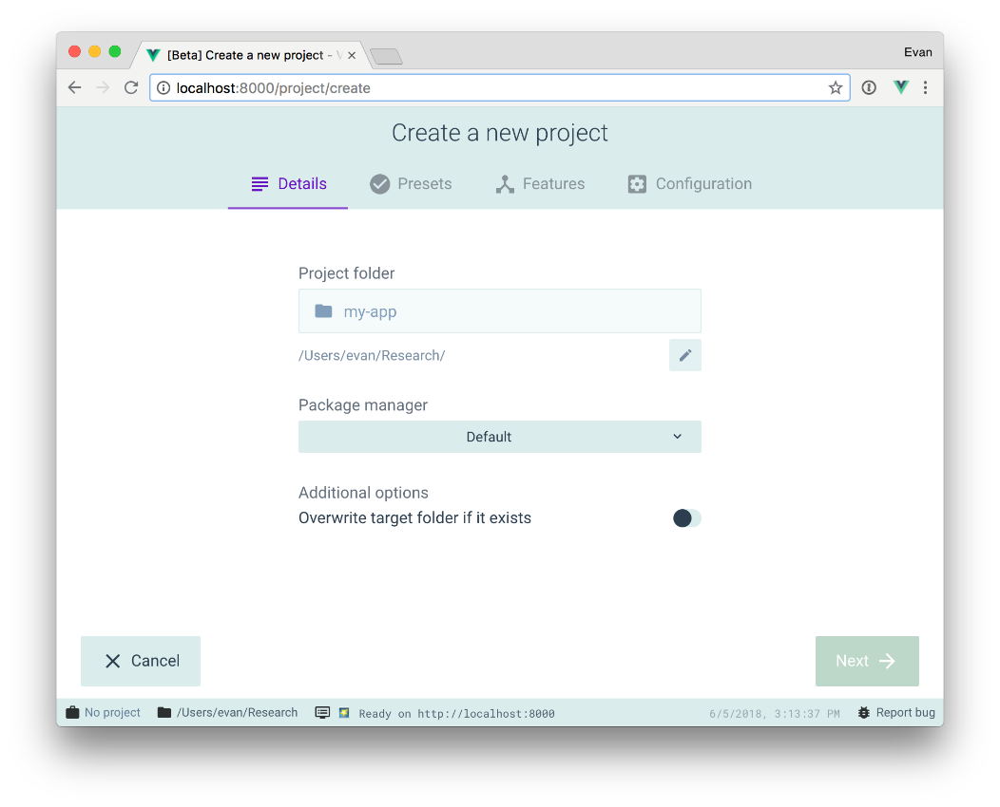 [Beta] Create a new project - V
Evan
localhost:8000/project/create
Create a new project
Details
Presets
Features
Configuration
Project folder
my-app
/Users/evan/Research/
Package manager
Default
Additional options
Overwrite target folder if it exists
Cancel
Next
No project
/Users/evan/Research
Ready on http://localhost:8000
6/5/2018, 3:13:37 PM
Report bug